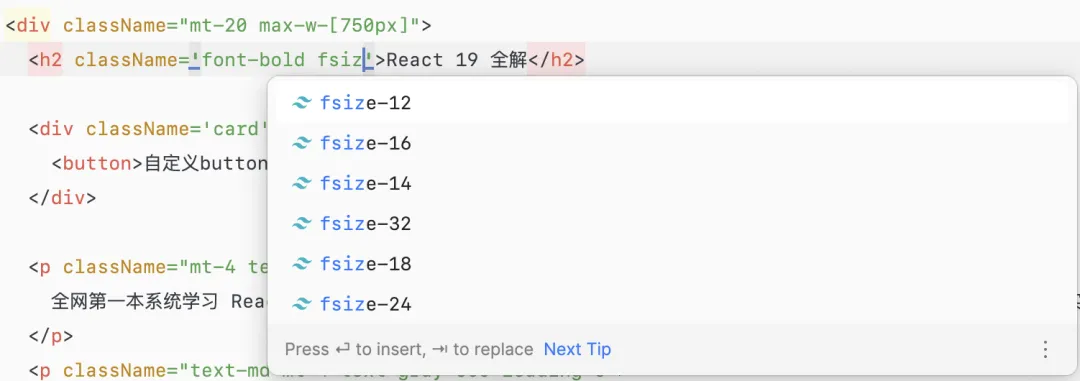 <div className="mt-20 max-w-[750px]">
<h2 className='font-bold fsiz'>React 19 全解</h2>
fsize-12
<div className='card'
fsize-16
<button>自定义button
fsize-14
</div>
fsize-32
<p className="mt-4
fsize-18
全网第一本系统学习
fsize-24
</p>
Press ⏎ to insert, ⇥ to replace Next Tip
<p className="text-md